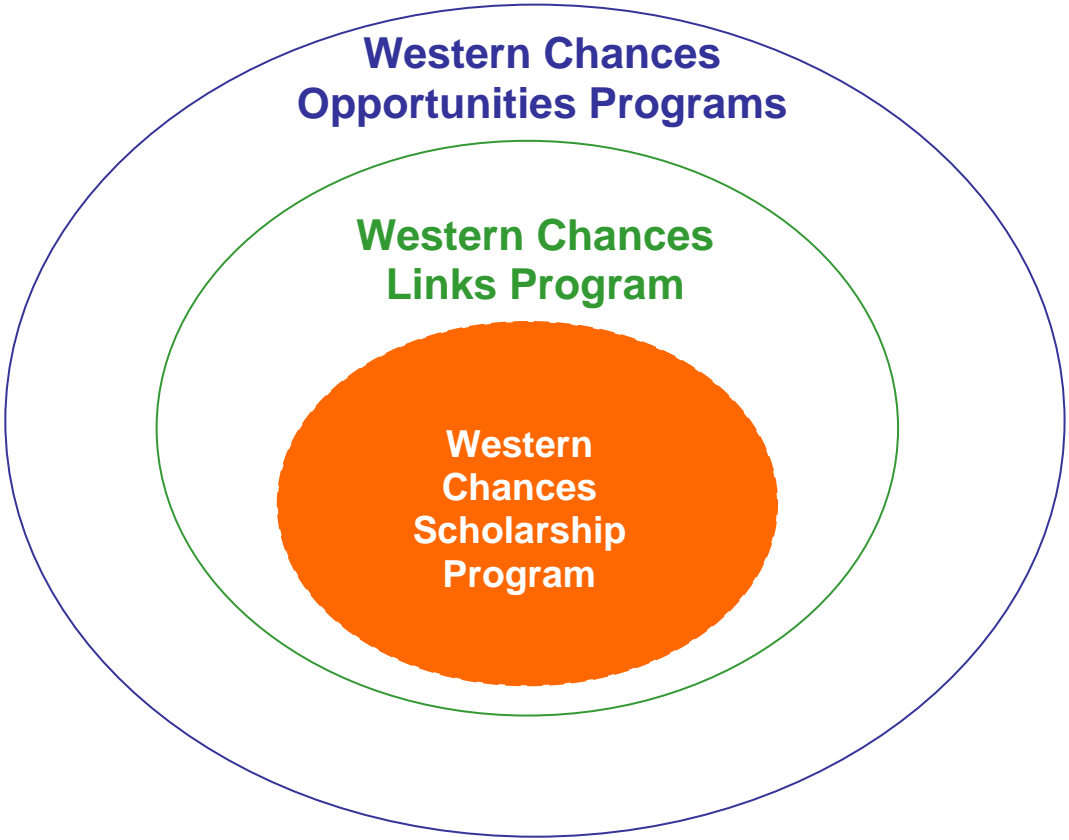 Western Chances
Opportunities Programs
Western Chances
Links Program
Western
Chances
Scholarship
Program